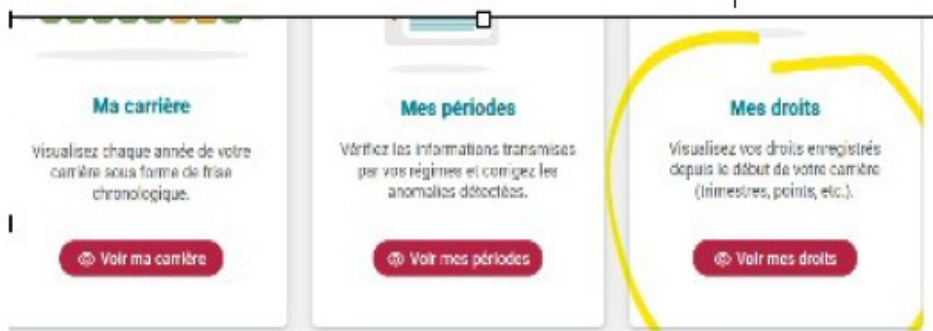 Ma carrière
Visualisez chaque année de votre
carrière sous forme de frise
chronologique.
Voir ma carrière
Mes périodes
Vérifiez les informations transmises
par vos régimes et corrigez les
anomalies détectées.
Voir mes périodes
Mes droits
Visualisez vos droits enregistrés
depuis le début de votre carrière
(trimestres, points, etc.).
Voir mes droits